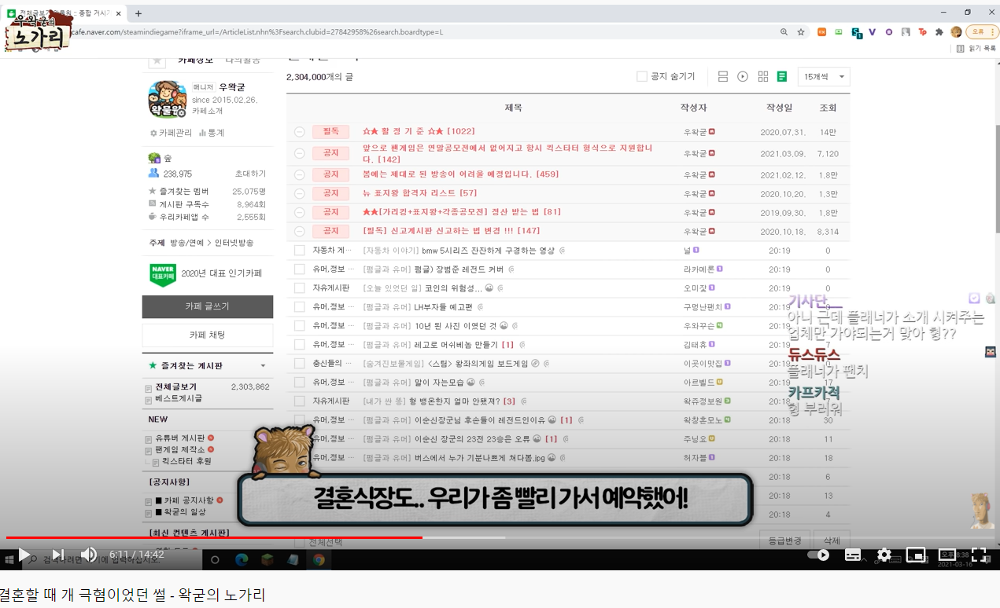 전체글보기
우왁굳의
노가리
cafe.naver.com/steamindiegame?iframe_url=/ArticleList.nhn%3Fsearch.clubid=27842958%26search.boardtype=L
오류
읽기 목록
카페정보 나의활동
매니저 우왁굳
since 2015.02.26.
카페소개
왁물원
카페관리 통계
숲
238,975 초대하기
즐겨찾는 멤버 25,075명
게시판 구독수 8,964회
우리카페앱 수 2,555회
주제 방송/연예 > 인터넷방송
NAVER
대표카페
2020년 대표 인기카페
카페 글쓰기
카페 채팅
즐겨찾는 게시판
전체글보기 2,303,862
베스트게시글
NEW
유튜버 게시판
팬게임 제작소
킥스타터 후원
[공지사항]
■ 카페 공지사항
■ 왁굳의 일상
[최신 컨텐츠 게시판]
2,304,000개의 글
공지 숨기기 15개씩
제목 작성자 작성일 조회
필독 ☆★ 활 정 기 준 ☆★ [1022] 우왁굳 2020.07.31. 14만
공지 앞으로 팬게임은 연말공모전에서 없어지고 항시 킥스타터 형식으로 지원합니
다. [142] 우왁굳 2021.03.09. 7,120
공지 봄에는 제대로 된 방송이 어려울 예정입니다. [459] 우왁굳 2021.02.12. 1.8만
공지 뉴 표지왕 합격자 리스트 [57] 우왁굳 2020.10.20. 1.3만
공지 ★★[가리킹+표지왕+각종공모전] 정산 받는 법 [81] 우왁굳 2019.09.30. 1.8만
공지 [필독] 신고게시판 신고하는 법 변경 !!! [147] 우왁굳 2020.10.18. 8,314
자동차 게… [자동차 이야기] bmw 5시리즈 잔잔하게 구경하는 영상 널 20:19 0
유머,정보 … [펌글과 유머] 펌글) 장범준 레전드 커버 라카메론 20:19 0
자유게시판 [오늘 있었던 일] 코인의 위험성... 오미잦 20:19 0
유머,정보 … [펌글과 유머] LH부자들 예고편 구멍난팬치 20:19 0
유머,정보 … [펌글과 유머] 10년 된 사진 이였던 것 우와꾸슨 20:19
유머,정보 … [펌글과 유머] 레고로 머쉬베놈 만들기 [1] 김태휴 20:19 7
충신들의 … [숨겨진보물게임] <스팀> 왕좌의게임 보드게임 이곳이맛집 20:19
유머,정보 … [펌글과 유머] 말이 자는모습 아르벨드 20:19 17
자유게시판 [내가 싼 똥] 형 뱅온한지 얼마 안됐져? [3] 왁쥬정보원 20:18
유머,정보 … [펌글과 유머] 이순신장군님 후손들이 레전드인이유 [1] 왁창혼모노 20:18 30
유머,정보 … [펌글과 유머] 이순신 장군의 23전 23승은 오류 [1] 주닝요 20:18 11
유머,정보 … [펌글과 유머] 버스에서 누가 기분나쁘게 쳐다봄.jpg 허자블 20:18 18
20:18 6
20:18 13
20:18 4
기사단__
아니 근데 플래너가 소개 시켜주는
업체만 가야되는거 맞아 형??
듀스듀스
플래너가 팬치
카프카적
형 부러워
결혼식장도.. 우리가 좀 빨리 가서 예약했어!
전체선택 등급변경 삭제
6:11 / 14:42
검색하려면 여기에 입력하십시오.
오후 8:38
2021-03-16
결혼할 때 개 극혐이었던 썰 - 왁굳의 노가리